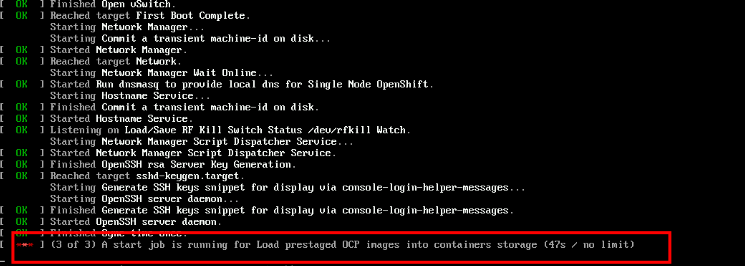 [  OK  ] Finished Open vSwitch.
[  OK  ] Reached target First Boot Complete.
Starting Network Manager...
Starting Commit a transient machine-id on disk...
[  OK  ] Started Network Manager.
[  OK  ] Reached target Network.
Starting Network Manager Wait Online...
[  OK  ] Started Run dnsmasq to provide local dns for Single Node OpenShift.
Starting Hostname Service...
[  OK  ] Finished Commit a transient machine-id on disk.
[  OK  ] Started Hostname Service.
[  OK  ] Listening on Load/Save RF Kill Switch Status /dev/rfkill Watch.
Starting Network Manager Script Dispatcher Service...
[  OK  ] Started Network Manager Script Dispatcher Service.
[  OK  ] Finished OpenSSH rsa Server Key Generation.
[  OK  ] Reached target sshd-keygen.target.
Starting Generate SSH keys snippet for display via console-login-helper-messages...
Starting OpenSSH server daemon...
[  OK  ] Finished Generate SSH keys snippet for display via console-login-helper-messages.
[  OK  ] Started OpenSSH server daemon.
[  OK  ] Finished Sync time once.
[ *** ] (3 of 3) A start job is running for Load prestaged OCP images into containers storage (47s / no limit)